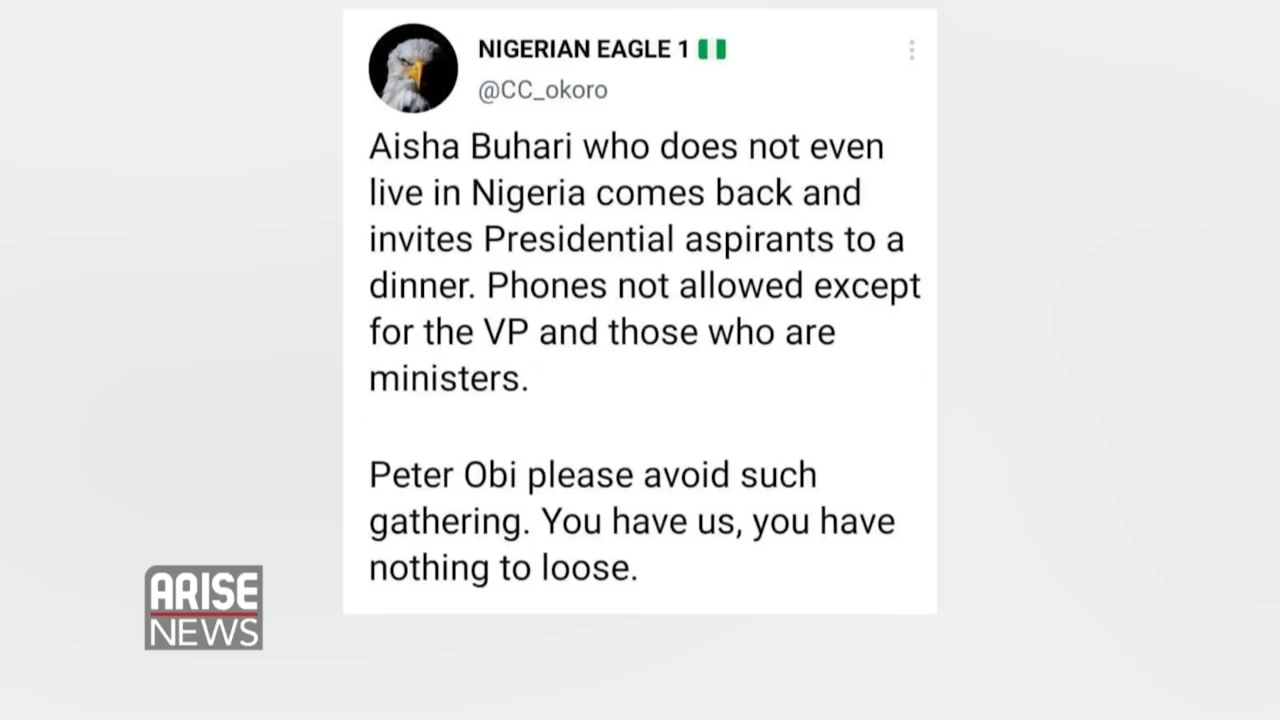 NIGERIAN EAGLE 1
@CC_okoro
Aisha Buhari who does not even
live in Nigeria comes back and
invites Presidential aspirants to a
dinner. Phones not allowed except
for the VP and those who are
ministers.
Peter Obi please avoid such
gathering. You have us, you have
nothing to loose.
ARISE
NEWS